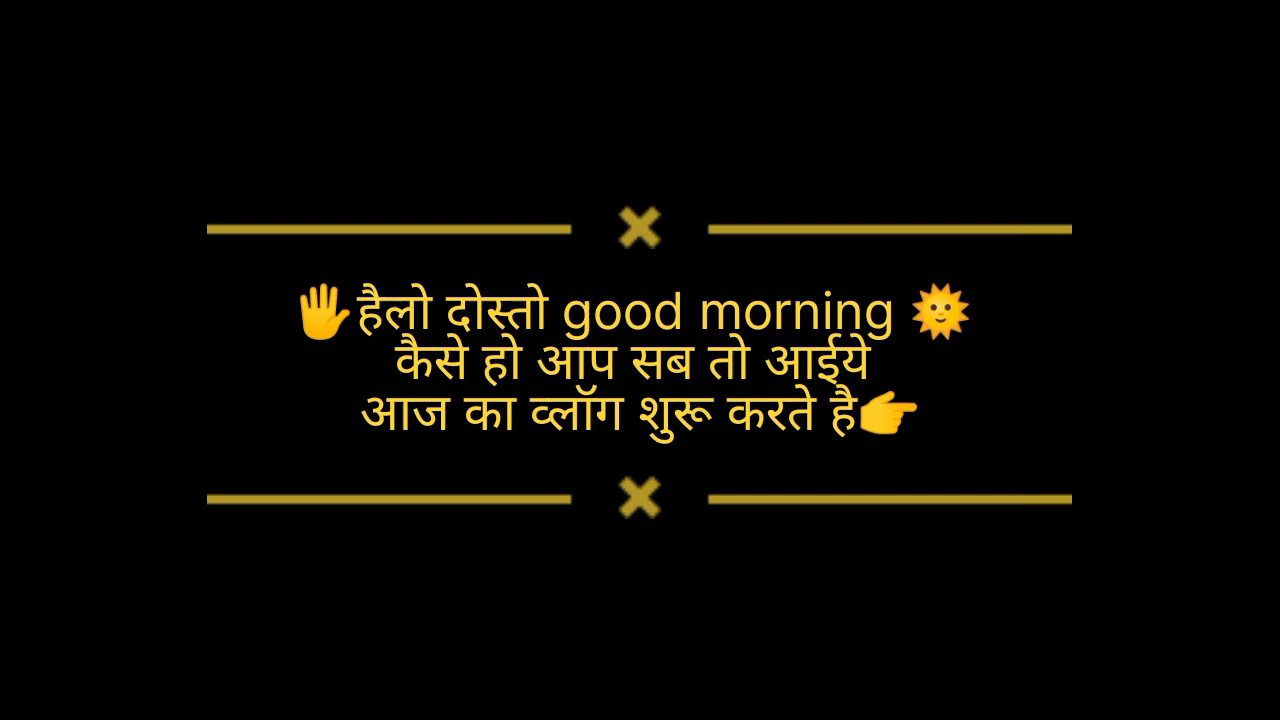 🖐हैलो दोस्तो good morning 🌞
कैसे हो आप सब तो आईये
आज का व्लॉग शुरू करते है👉